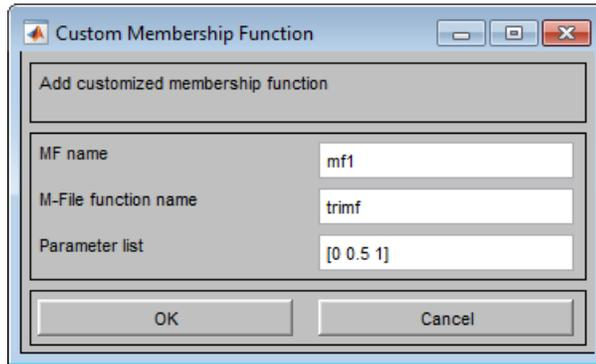 Custom Membership Function
Add customized membership function
MF name
mf1
M-File function name
trimf
Parameter list
[0 0.5 1]
OK
Cancel